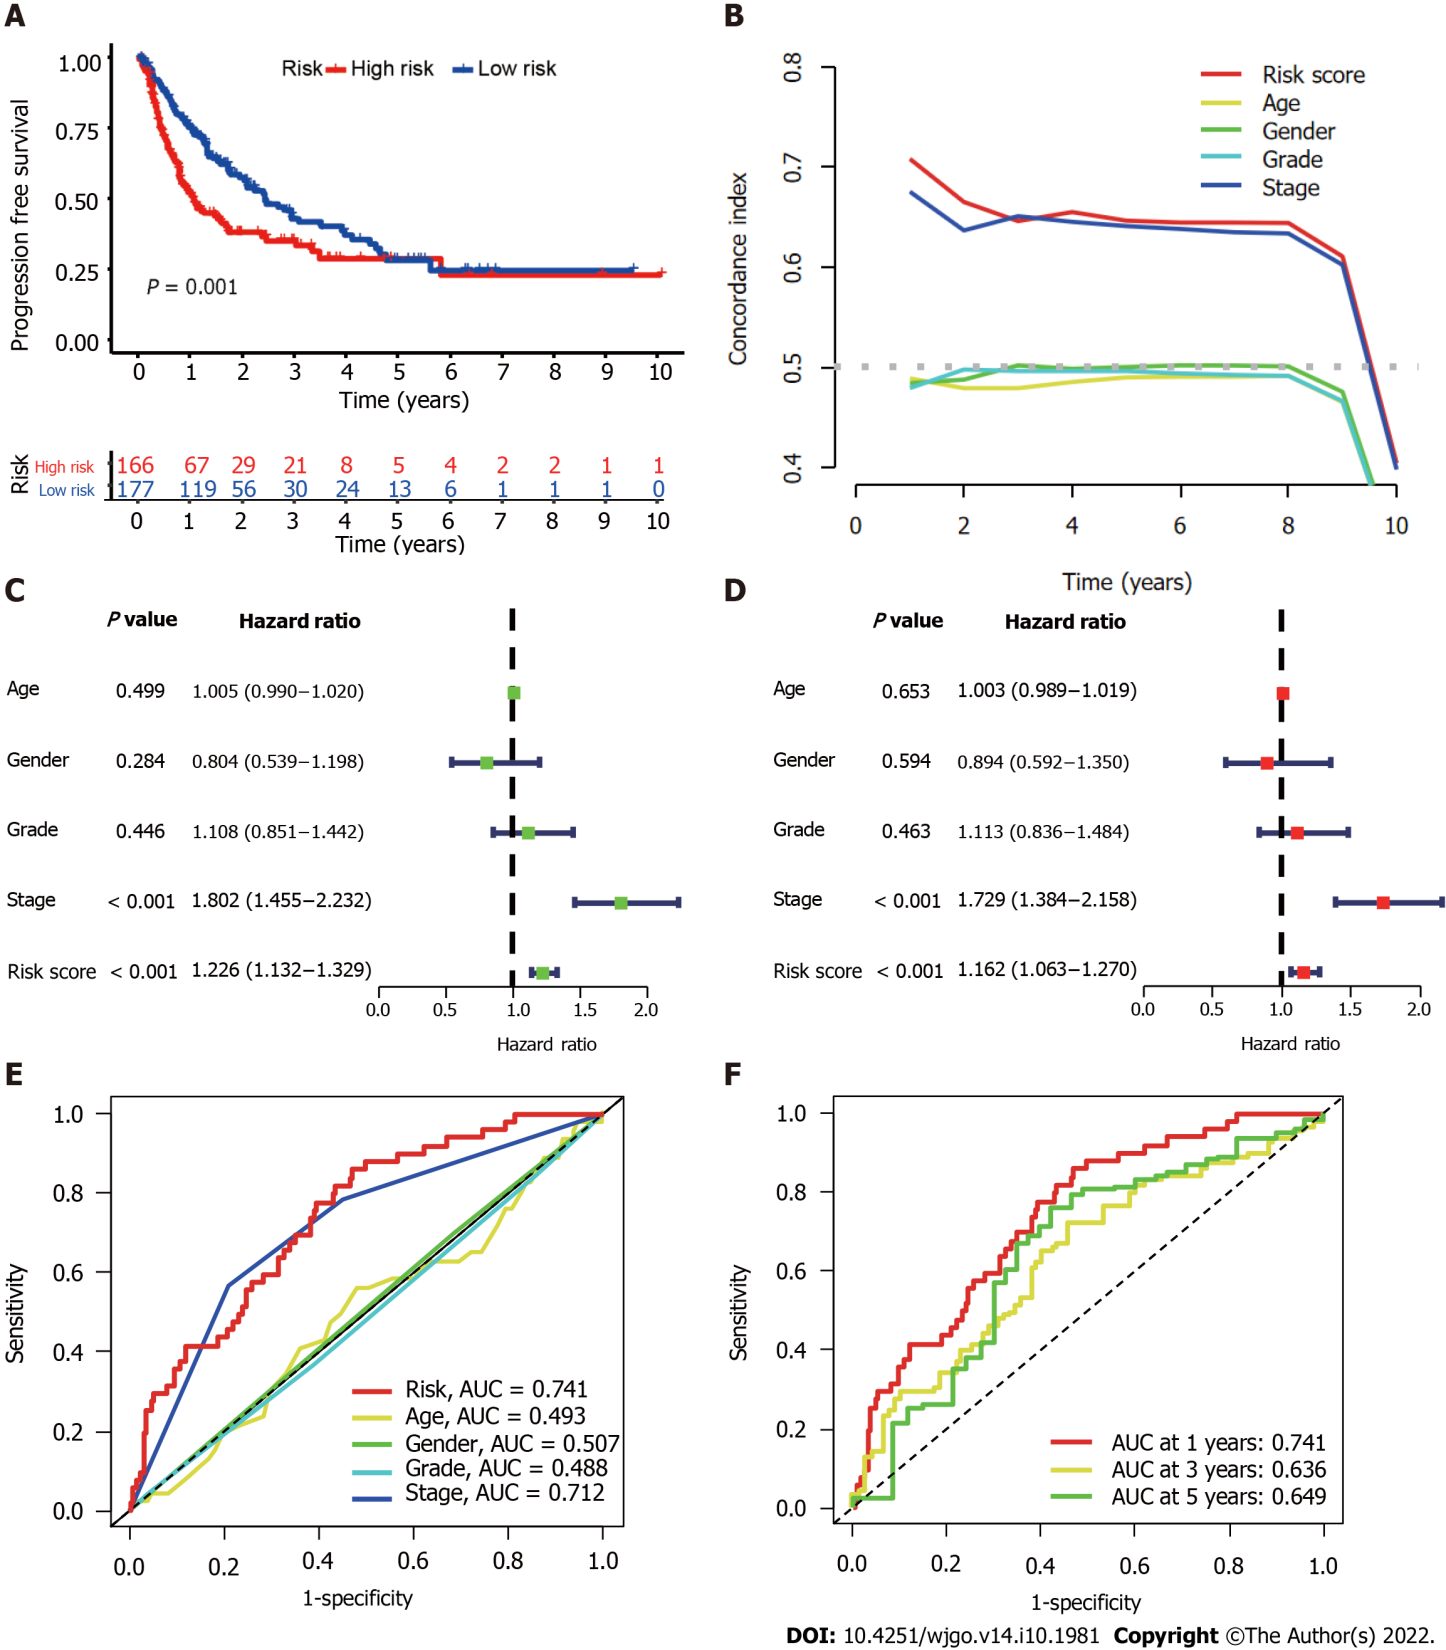 A
Risk High risk Low risk
Progression free survival
1.00
0.75
0.50
0.25
0.00
P = 0.001
0 1 2 3 4 5 6 7 8 9 10
Time (years)
Risk
High risk 166 67 29 21 8 5 4 2 2 1 1
Low risk 177 119 56 30 24 13 6 1 1 1 0
0 1 2 3 4 5 6 7 8 9 10
Time (years)
B
Concordance index
0.8
0.7
0.6
0.5
0.4
Risk score
Age
Gender
Grade
Stage
0 2 4 6 8 10
Time (years)
C
P value Hazard ratio
Age 0.499 1.005 (0.990−1.020)
Gender 0.284 0.804 (0.539−1.198)
Grade 0.446 1.108 (0.851−1.442)
Stage < 0.001 1.802 (1.455−2.232)
Risk score < 0.001 1.226 (1.132−1.329)
0.0 0.5 1.0 1.5 2.0
Hazard ratio
D
P value Hazard ratio
Age 0.653 1.003 (0.989−1.019)
Gender 0.594 0.894 (0.592−1.350)
Grade 0.463 1.113 (0.836−1.484)
Stage < 0.001 1.729 (1.384−2.158)
Risk score < 0.001 1.162 (1.063−1.270)
0.0 0.5 1.0 1.5 2.0
Hazard ratio
E
Sensitivity
1.0
0.8
0.6
0.4
0.2
0.0
Risk, AUC = 0.741
Age, AUC = 0.493
Gender, AUC = 0.507
Grade, AUC = 0.488
Stage, AUC = 0.712
0.0 0.2 0.4 0.6 0.8 1.0
1-specificity
F
Sensitivity
1.0
0.8
0.6
0.4
0.2
0.0
AUC at 1 years: 0.741
AUC at 3 years: 0.636
AUC at 5 years: 0.649
0.0 0.2 0.4 0.6 0.8 1.0
1-specificity
DOI: 10.4251/wjgo.v14.i10.1981 Copyright ©The Author(s) 2022.